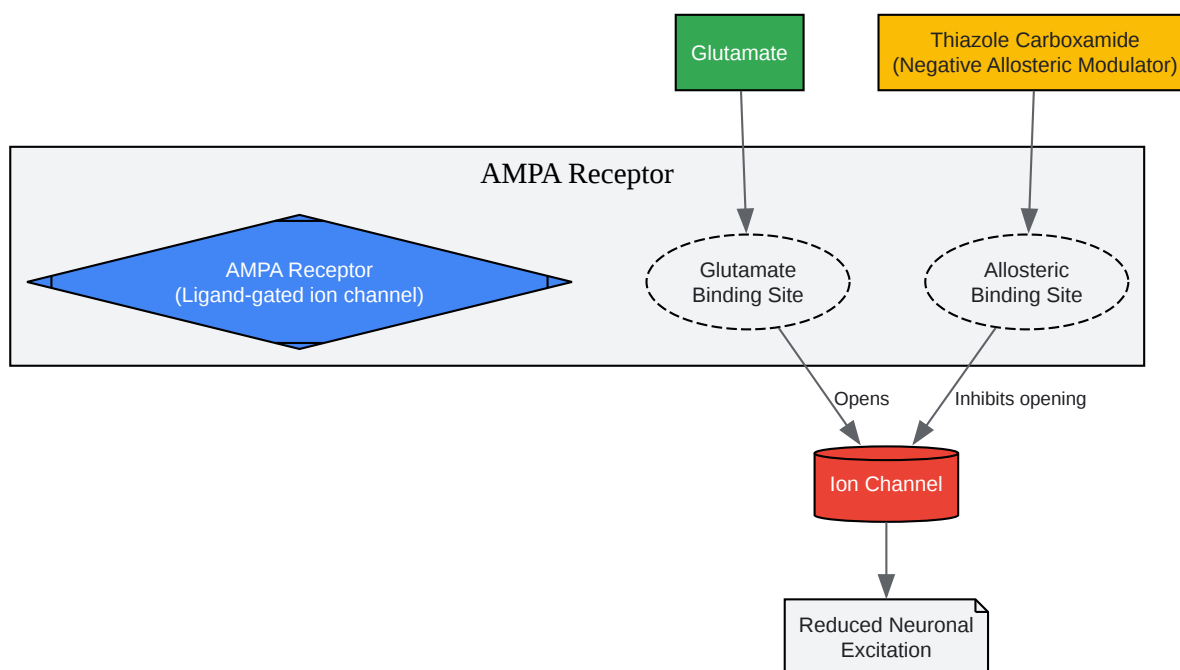 Glutamate
Thiazole Carboxamide
(Negative Allosteric Modulator)
AMPA Receptor
AMPA Receptor
(Ligand-gated ion channel)
Glutamate
Binding Site
Allosteric
Binding Site
Opens
Inhibits opening
Ion Channel
Reduced Neuronal
Excitation